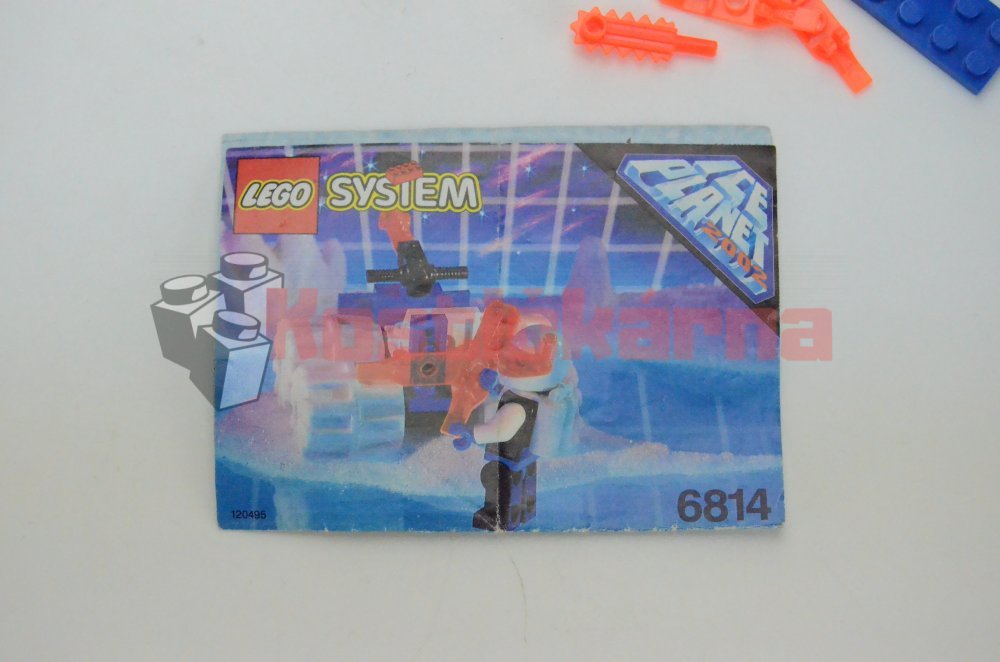 LEGO SYSTEM
ICE
PLANET
2002
Kostičkárna
6814
120495